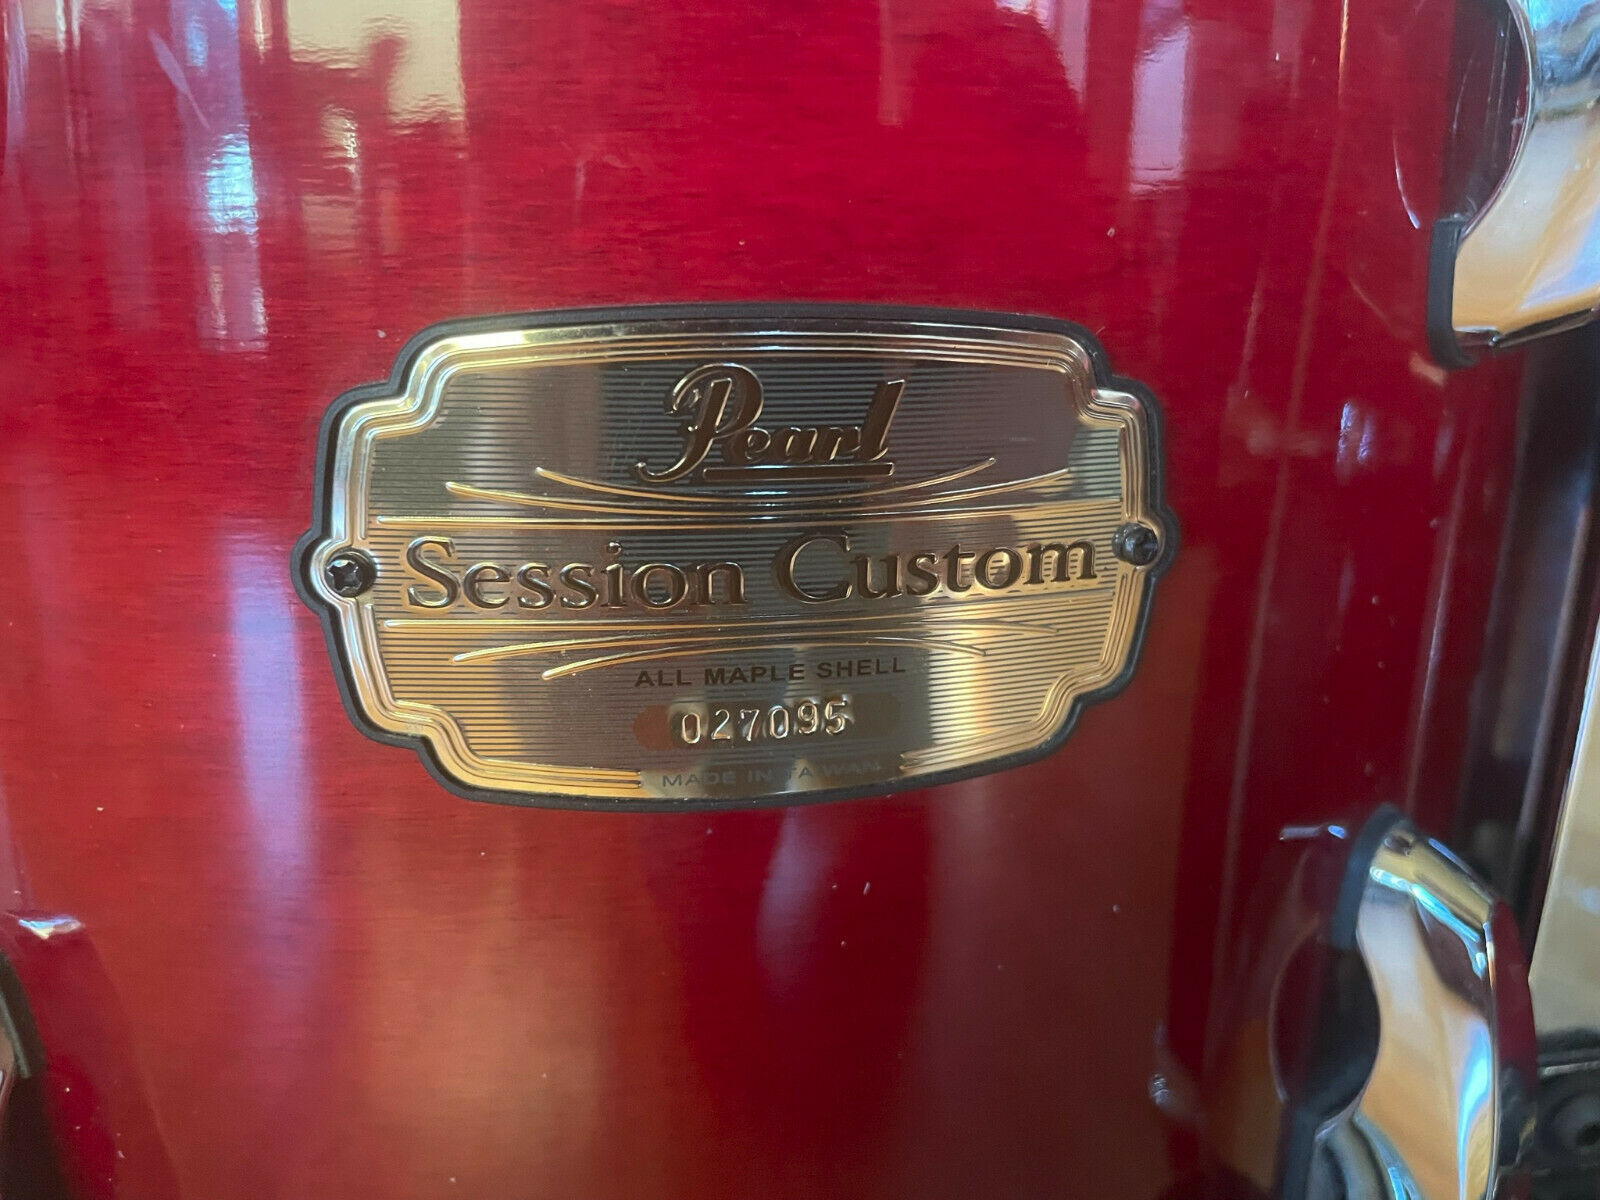 Pearl
Session Custom
ALL MAPLE SHELL
027095
MADE IN TAIWAN